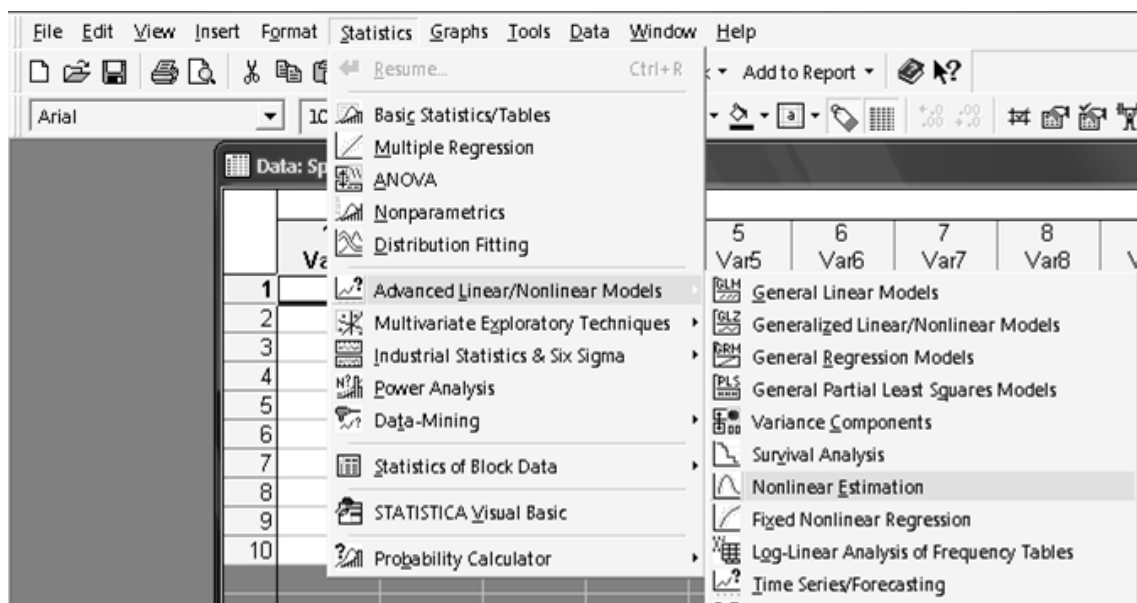 File Edit View Insert Format Statistics Graphs Tools Data Window Help
Resume... Ctrl+R
Add to Report
Arial
10
Basic Statistics/Tables
Multiple Regression
ANOVA
Nonparametrics
Distribution Fitting
Advanced Linear/Nonlinear Models
Multivariate Exploratory Techniques
Industrial Statistics & Six Sigma
Power Analysis
Data-Mining
Statistics of Block Data
STATISTICA Visual Basic
Probability Calculator
Data: Sp
5 6 7 8
Var5 Var6 Var7 Var8
1
2
3
4
5
6
7
8
9
10
General Linear Models
Generalized Linear/Nonlinear Models
General Regression Models
General Partial Least Squares Models
Variance Components
Survival Analysis
Nonlinear Estimation
Fixed Nonlinear Regression
Log-Linear Analysis of Frequency Tables
Time Series/Forecasting